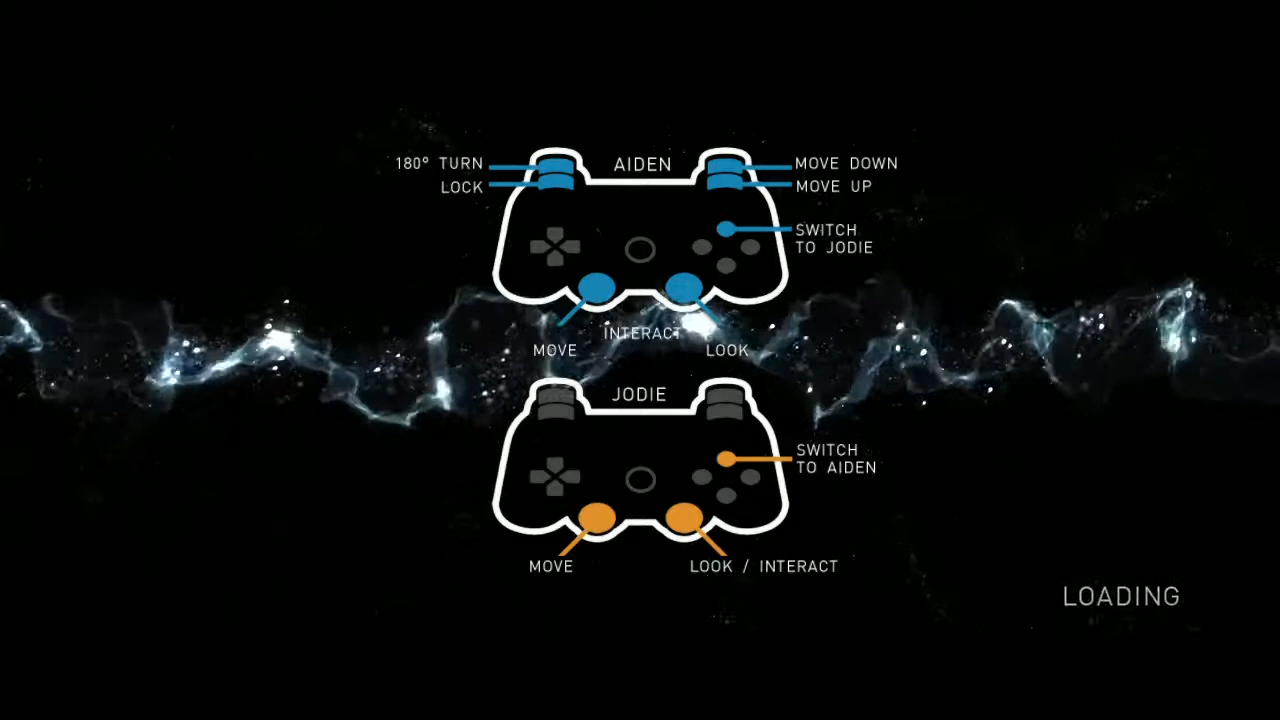 AIDEN
180° TURN
LOCK
MOVE DOWN
MOVE UP
SWITCH
TO JODIE
INTERACT
MOVE
LOOK
JODIE
SWITCH
TO AIDEN
MOVE
LOOK / INTERACT
LOADING